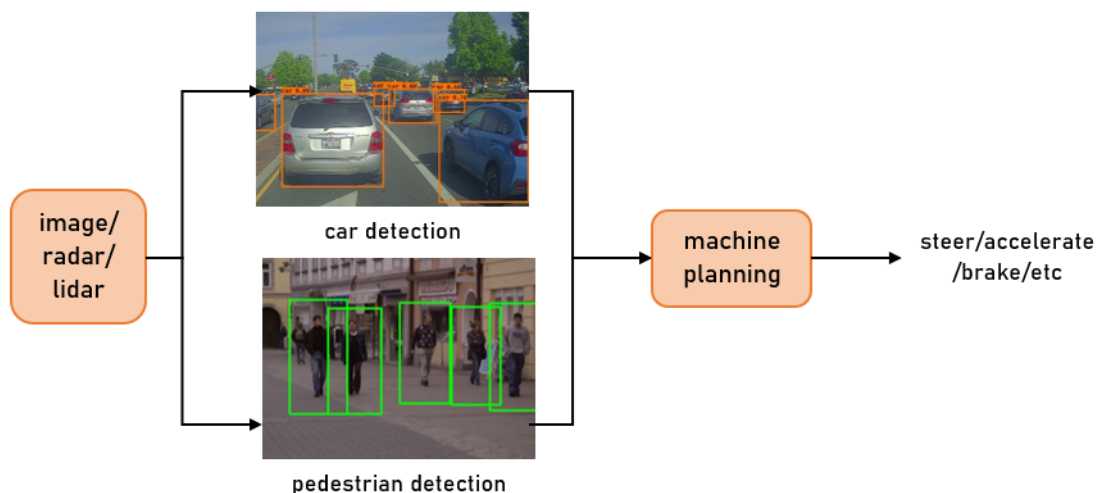 image/
radar/
lidar
car detection
pedestrian detection
machine
planning
steer/accelerate
/brake/etc